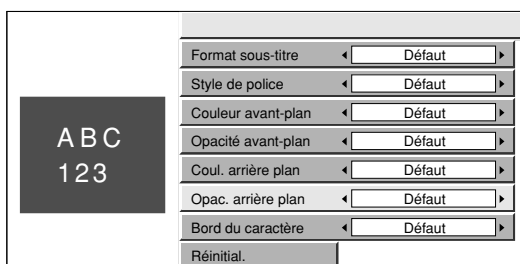 ABC
123
Format sous-titre Défaut
Style de police Défaut
Couleur avant-plan Défaut
Opacité avant-plan Défaut
Coul. arrière plan Défaut
Opac. arrière plan Défaut
Bord du caractère Défaut
Réinitial.